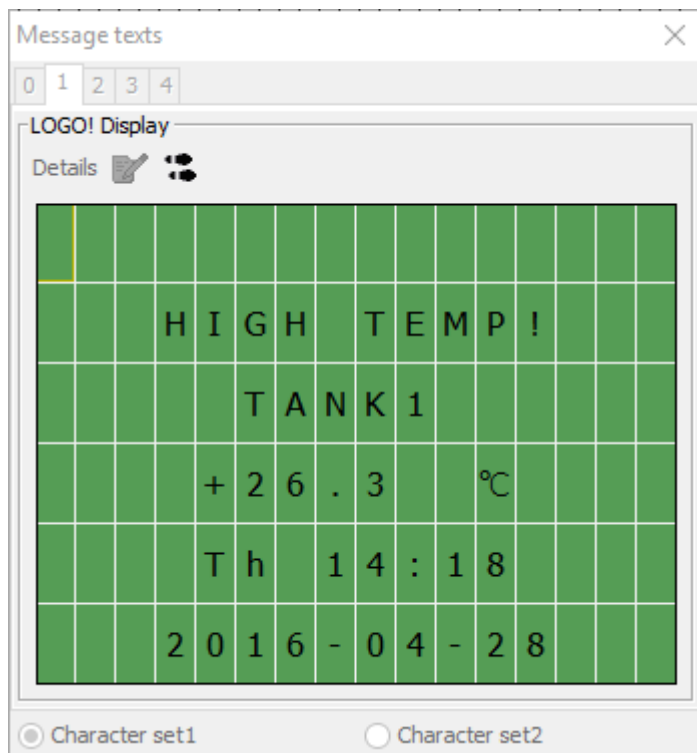 Message texts
0 1 2 3 4
LOGO! Display
Details
HIGH TEMP!
TANK1
+26.3 °C
Th 14:18
2016-04-28
Character set1 Character set2